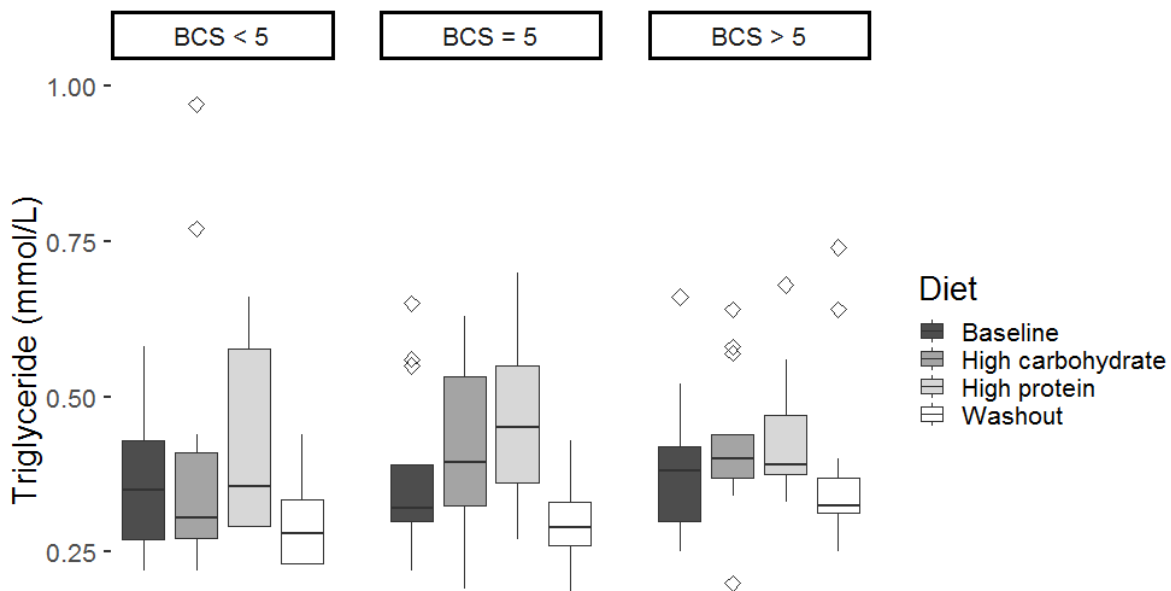 BCS < 5
BCS = 5
BCS > 5
1.00
0.75
0.50
0.25
Triglyceride (mmol/L)
Diet
Baseline
High carbohydrate
High protein
Washout